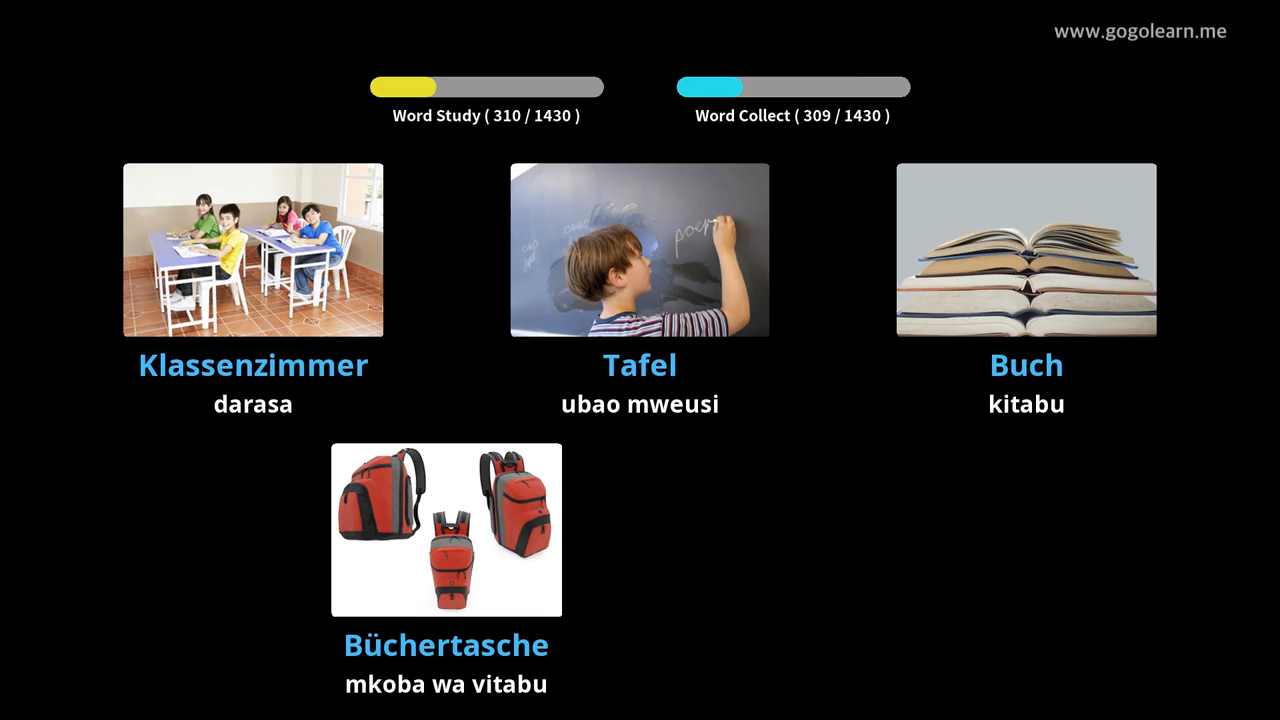 www.gogolearn.me
Word Study ( 310 / 1430 )
Word Collect ( 309 / 1430 )
poer
Klassenzimmer
darasa
Tafel
ubao mweusi
Buch
kitabu
Büchertasche
mkoba wa vitabu